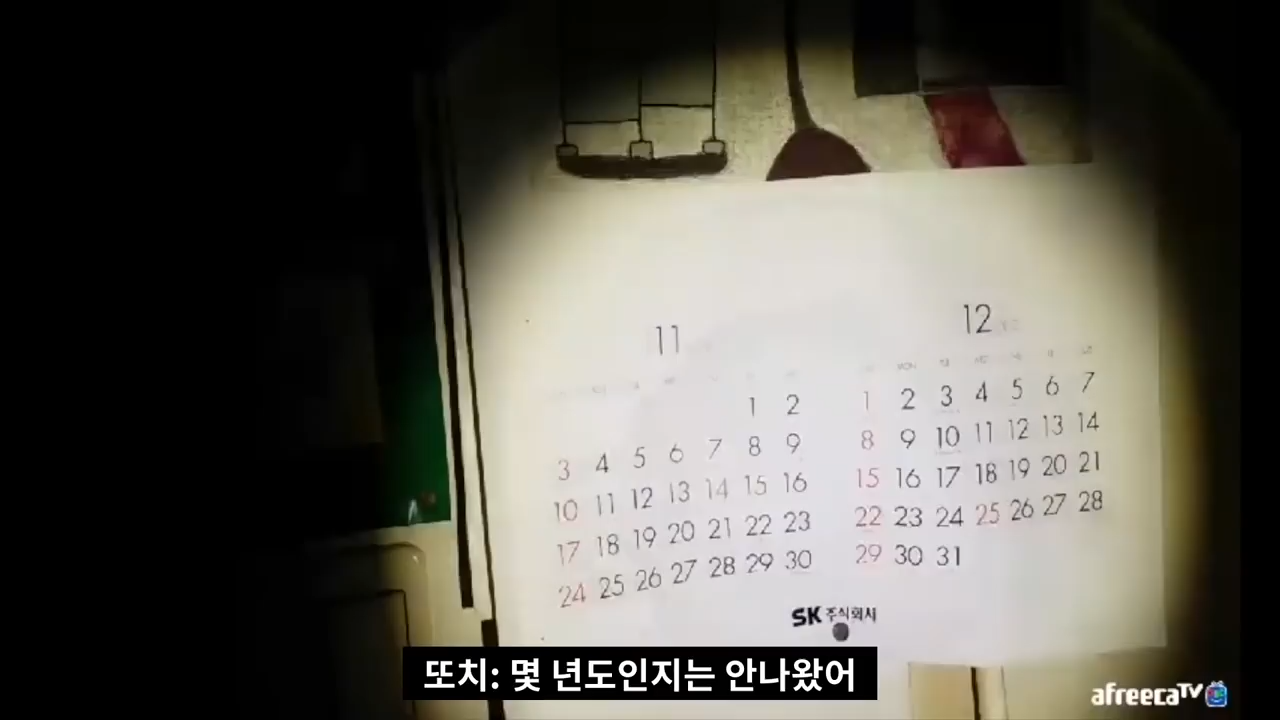 11
12
MON
1 2
3 4 5 6 7 8 9
10 11 12 13 14 15 16
17 18 19 20 21 22 23
24 25 26 27 28 29 30
1 2 3 4 5 6 7
8 9 10 11 12 13 14
15 16 17 18 19 20 21
22 23 24 25 26 27 28
29 30 31
SK 주식회사
또치: 몇 년도인지는 안나왔어
afreecaTV